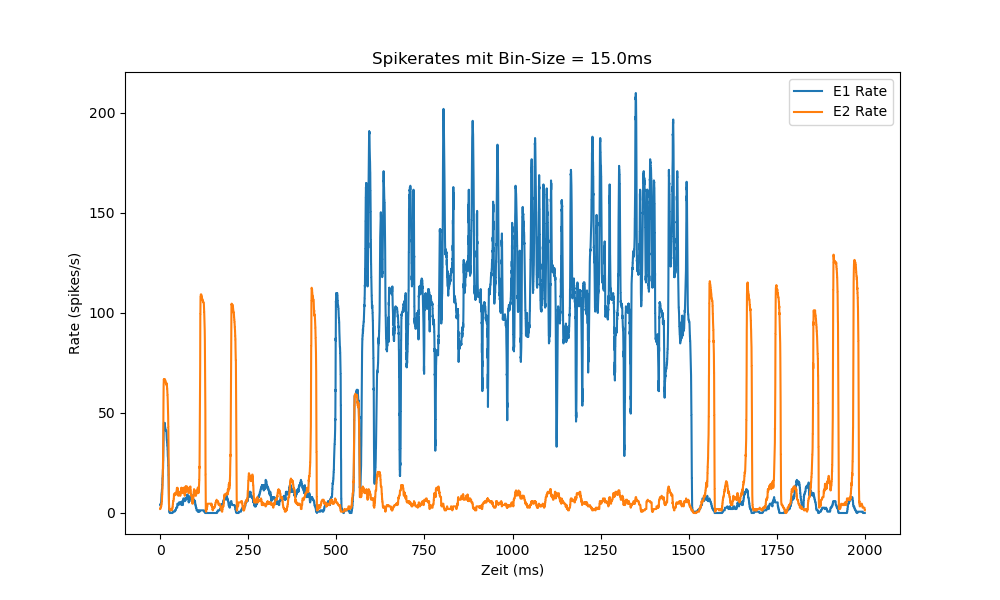 Spikerates mit Bin-Size = 15.0ms
E1 Rate
E2 Rate
Rate (spikes/s)
200
150
100
50
0
0 250 500 750 1000 1250 1500 1750 2000
Zeit (ms)